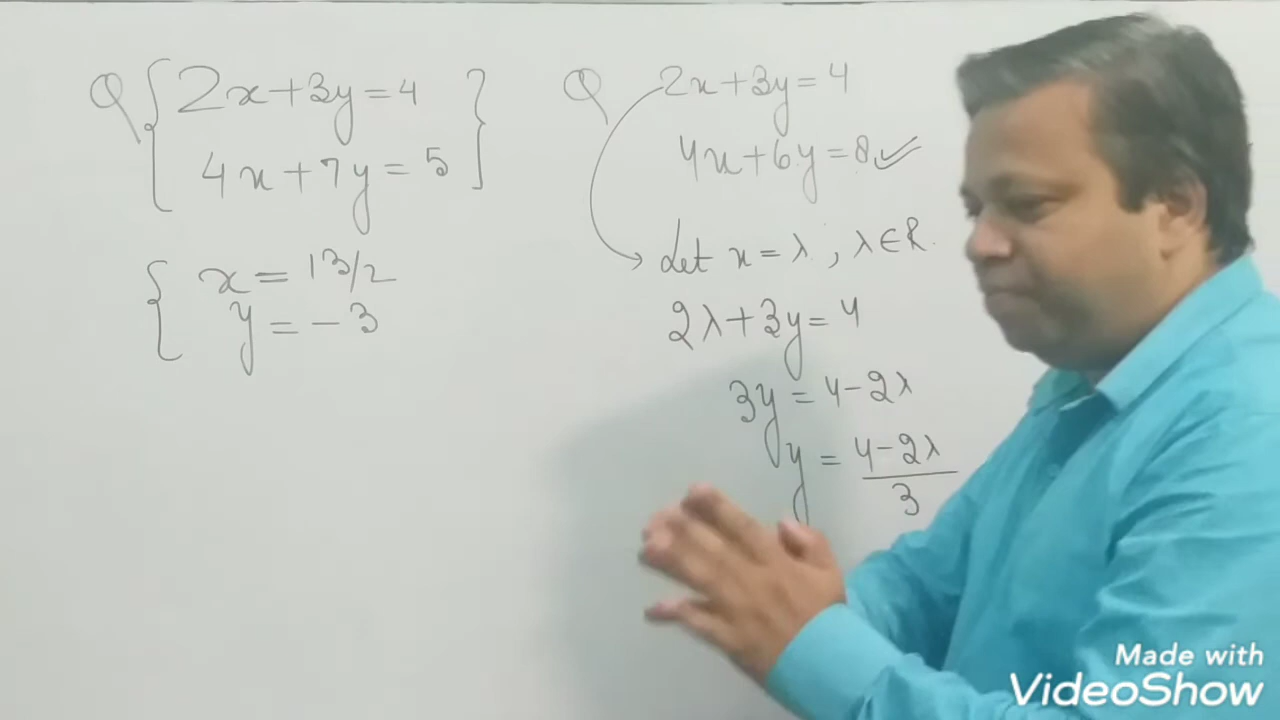 Q { 2x+3y=4 }
4x+7y=5
{ x = 13/2
y = -3
Q 2x+3y=4
4x+6y=8 ✓
Let x = λ , λ∈R.
2λ+3y=4
3y = 4-2λ
y = 4-2λ
3
Made with
VideoShow